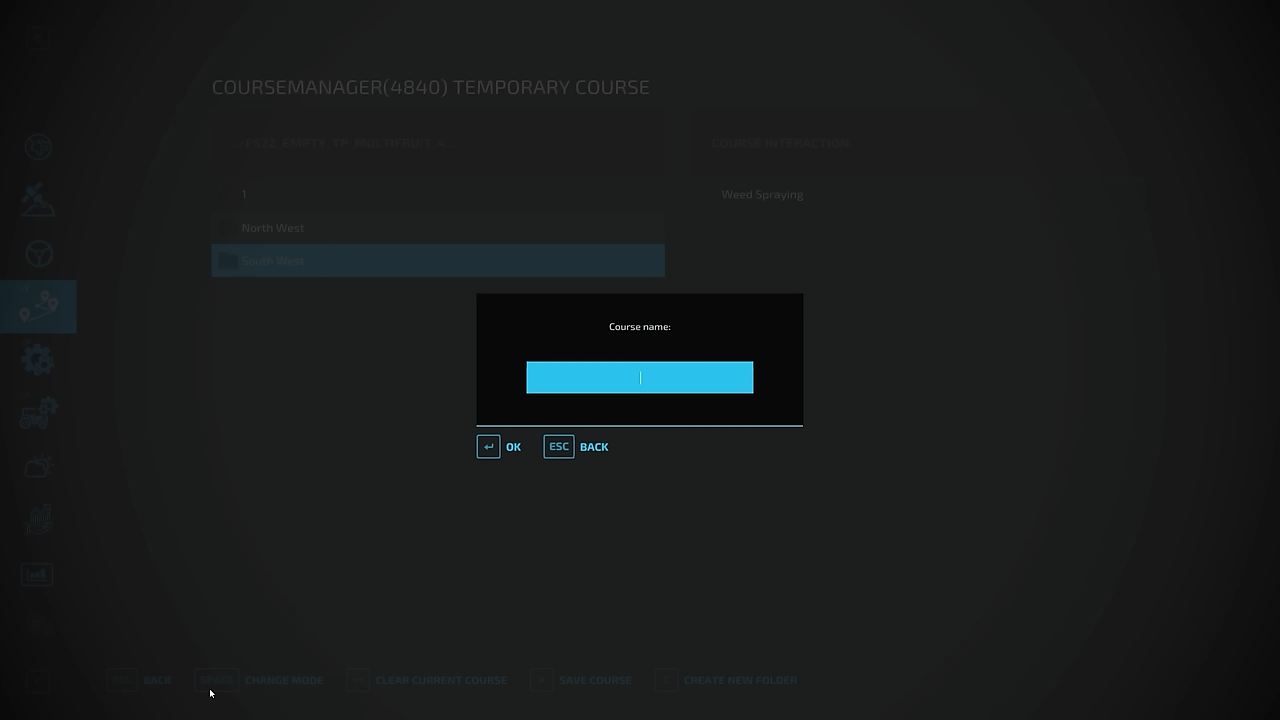 COURSEMANAGER(4840) TEMPORARY COURSE
COURSE INTERACTION
1
Weed Spraying
North West
South West
Course name:
OK
ESC BACK
BACK
CHANGE MODE
CLEAR CURRENT COURSE
SAVE COURSE
CREATE NEW FOLDER